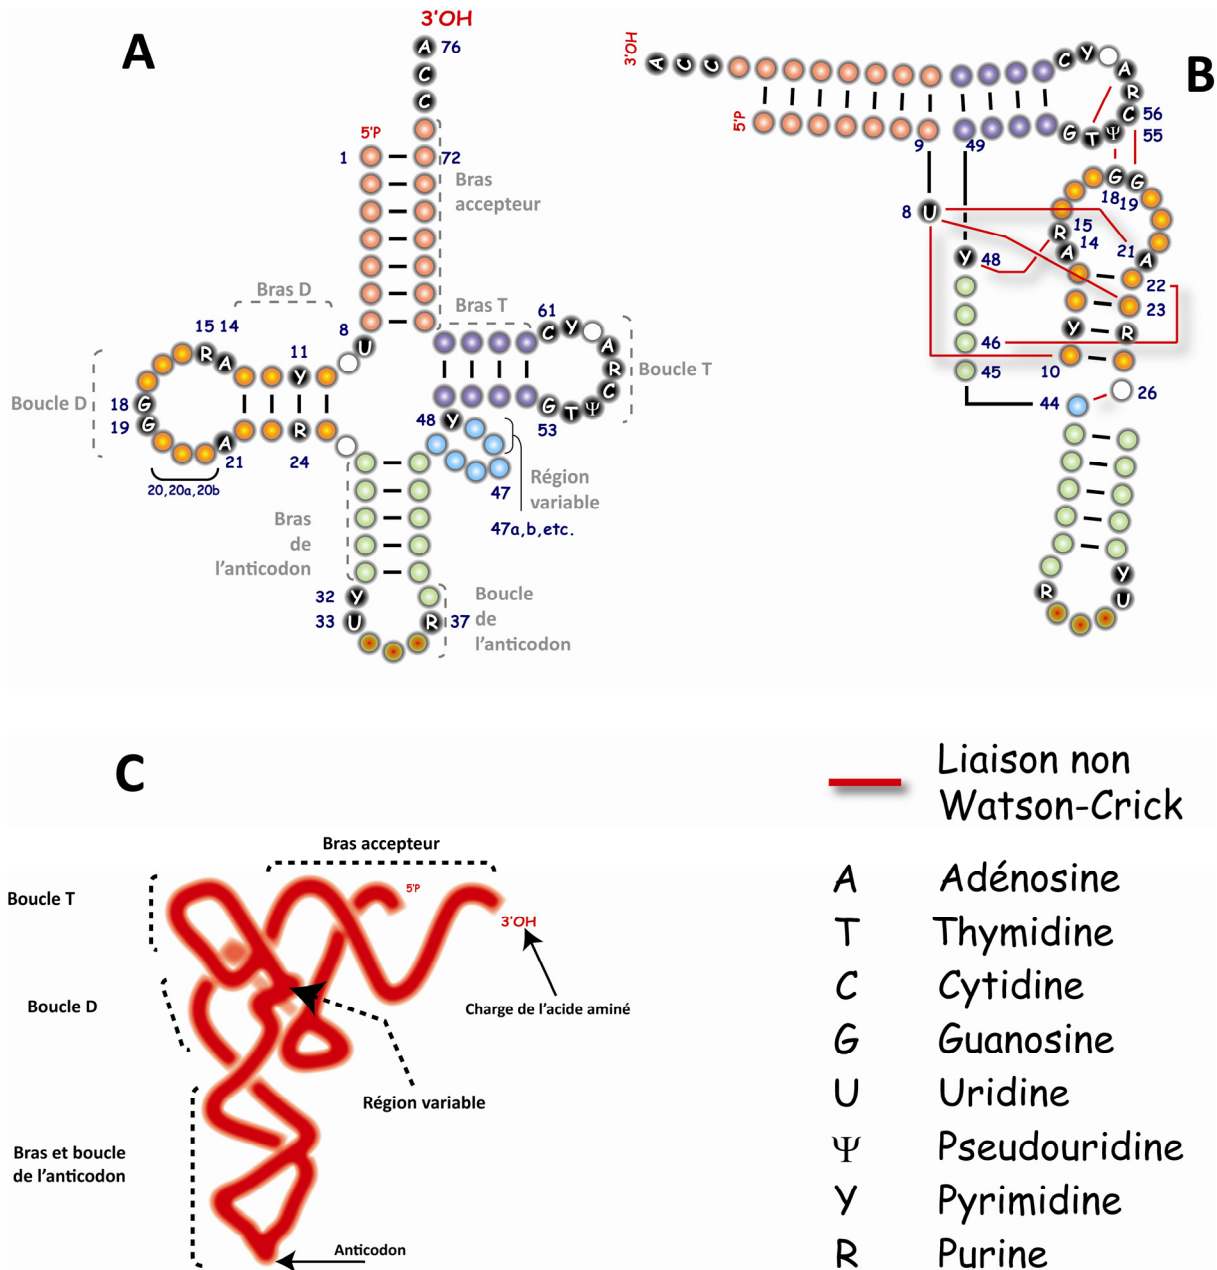 A
3'OH
A 76
C
C
5'P
1
72
Bras
accepteur
Bras D
Bras T
15 14
11
8
U
61
C Y A
R
C
Ψ
T
G
53
Boucle T
R A
Y
Boucle D
18 G
19 G
A
21
R
24
20,20a,20b
48 Y
47
Région
variable
47a,b,etc.
Bras
de
l'anticodon
32 Y
33 U
R 37
Boucle
de
l'anticodon
B
3'OH
A C C
C Y A
R
C 56
55
5'P
9
49
G T Ψ
G G
18 19
8 U
15
R
14
A
21
A
Y 48
22
23
46
Y
R
45
10
44
26
Y
R
U
C
Bras accepteur
5'P
Boucle T
3'OH
Boucle D
Charge de l'acide aminé
Région variable
Bras et boucle
de l'anticodon
Anticodon
Liaison non
Watson-Crick
A Adénosine
T Thymidine
C Cytidine
G Guanosine
U Uridine
Ψ Pseudouridine
Y Pyrimidine
R Purine